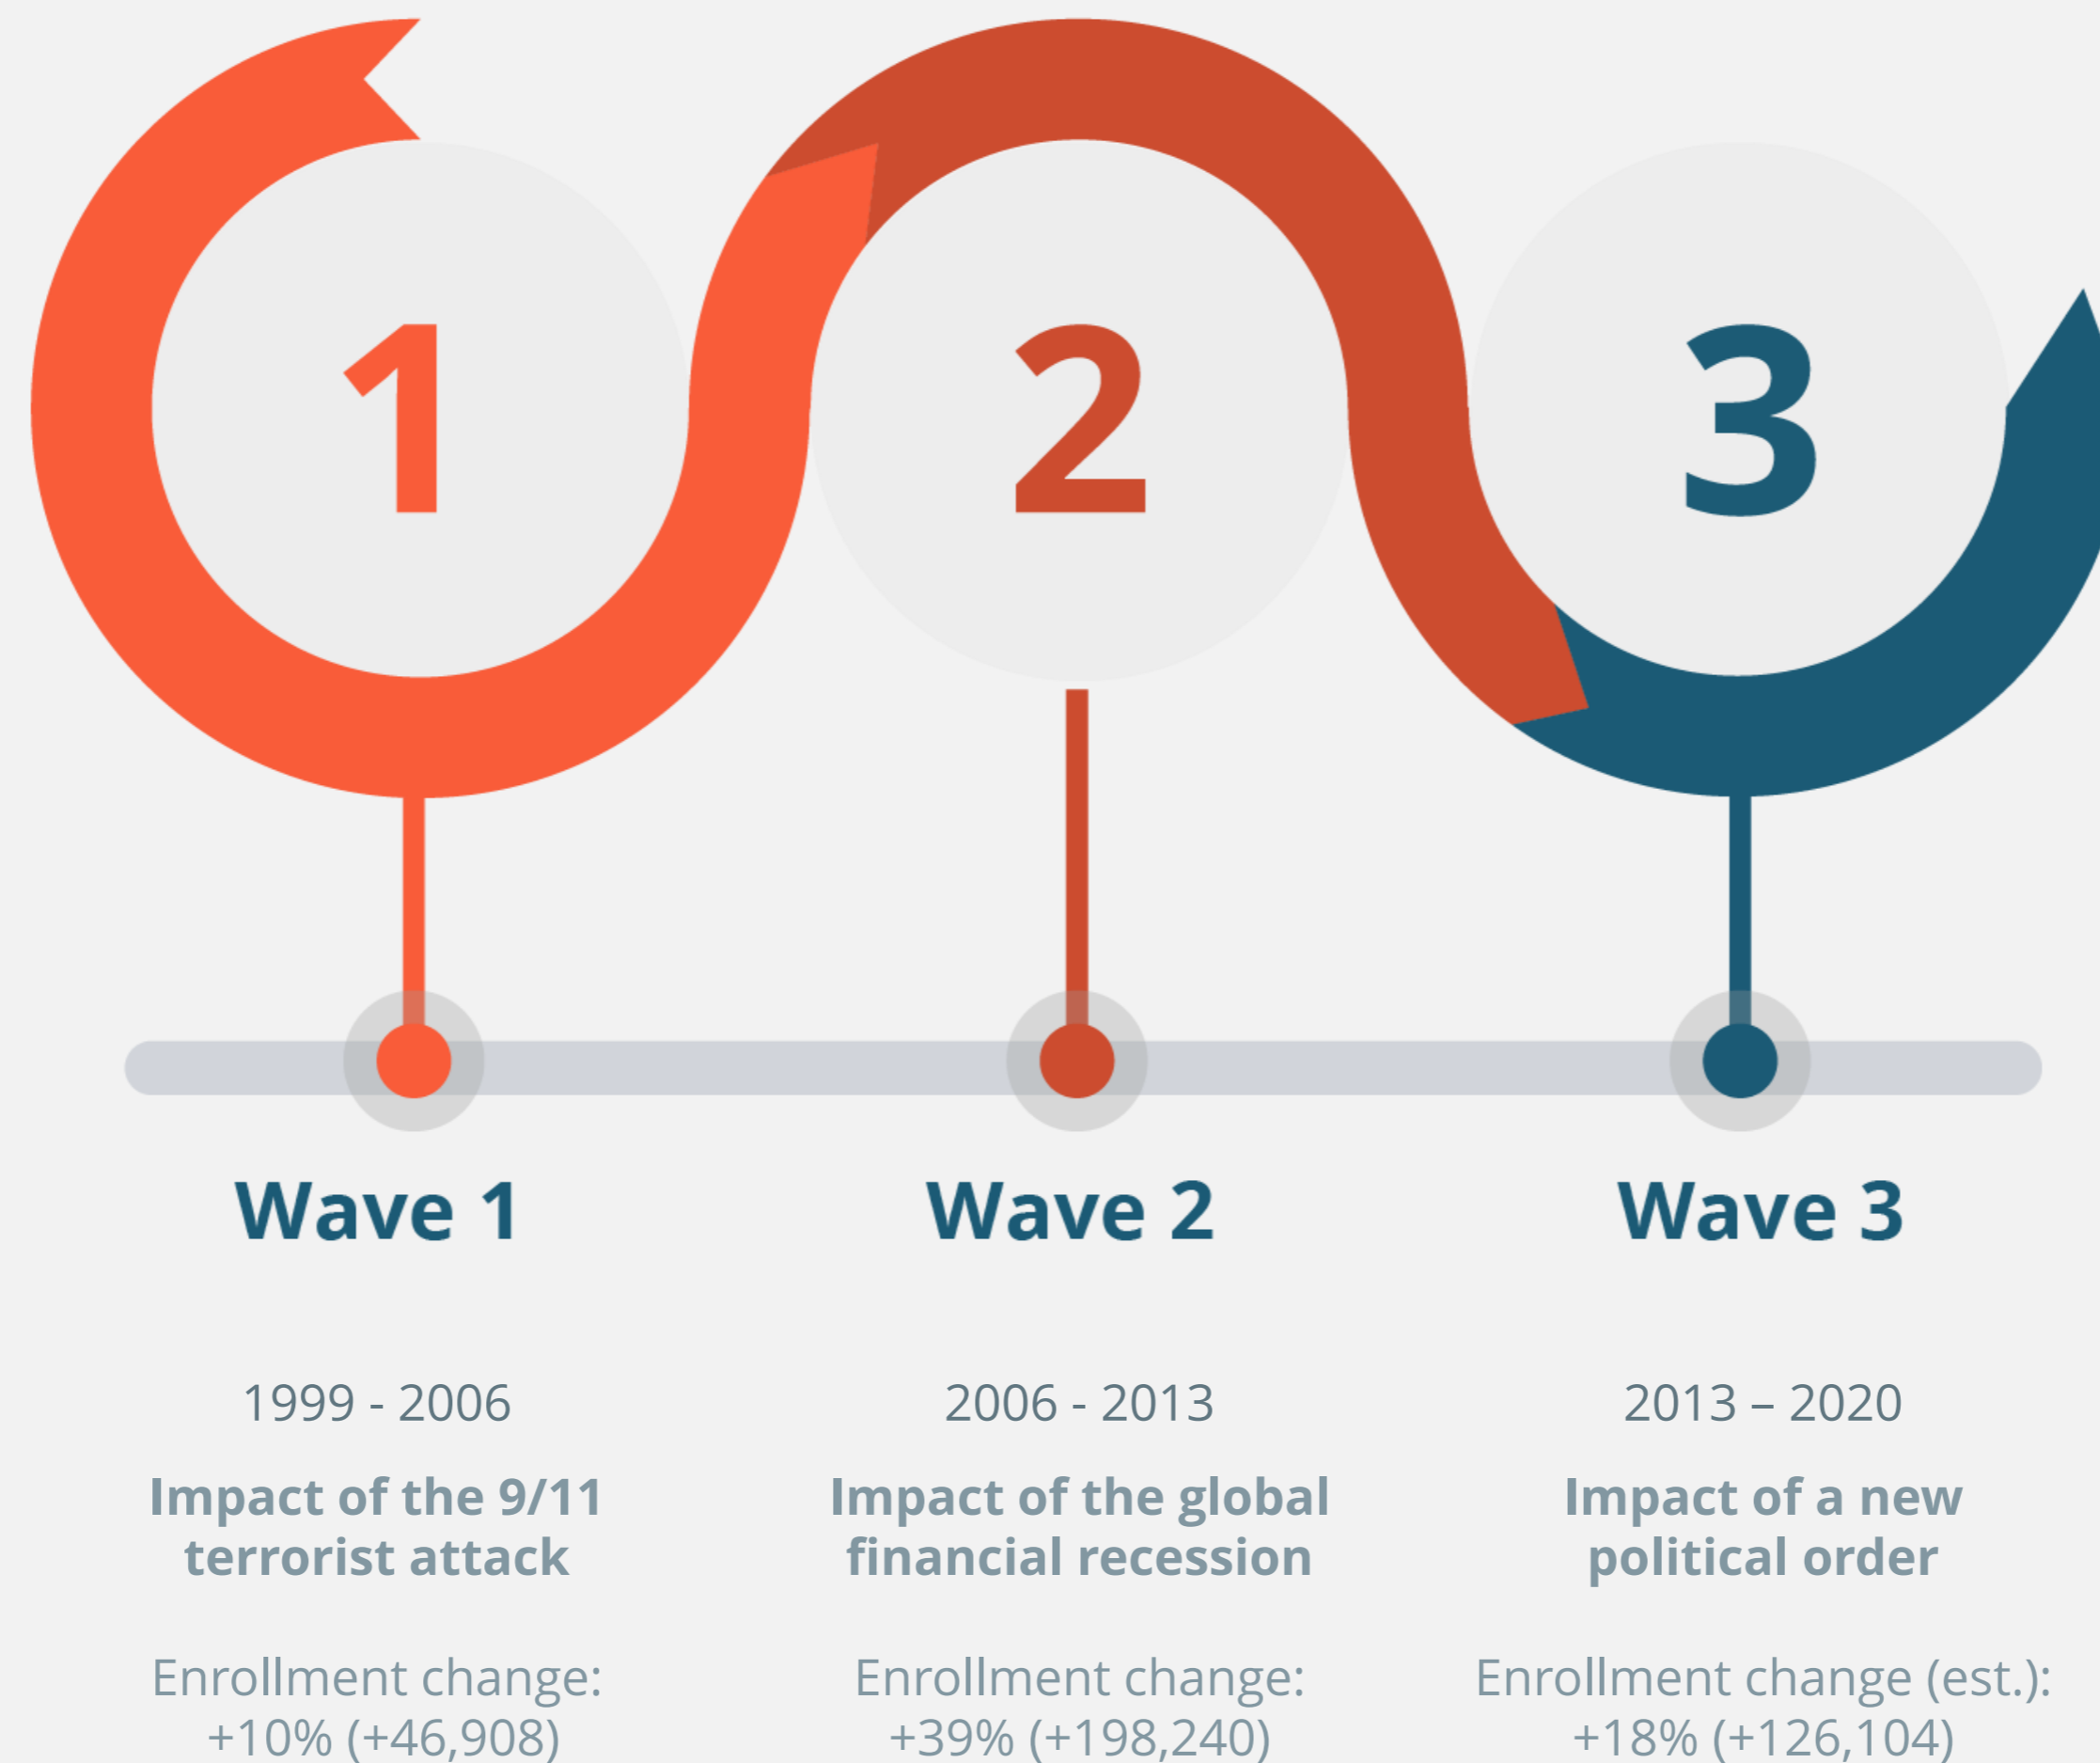 1
2
3
Wave 1
Wave 2
Wave 3
1999 - 2006
Impact of the 9/11
terrorist attack
Enrollment change:
+10% (+46,908)
2006 - 2013
Impact of the global
financial recession
Enrollment change:
+39% (+198,240)
2013 – 2020
Impact of a new
political order
Enrollment change (est.):
+18% (+126,104)